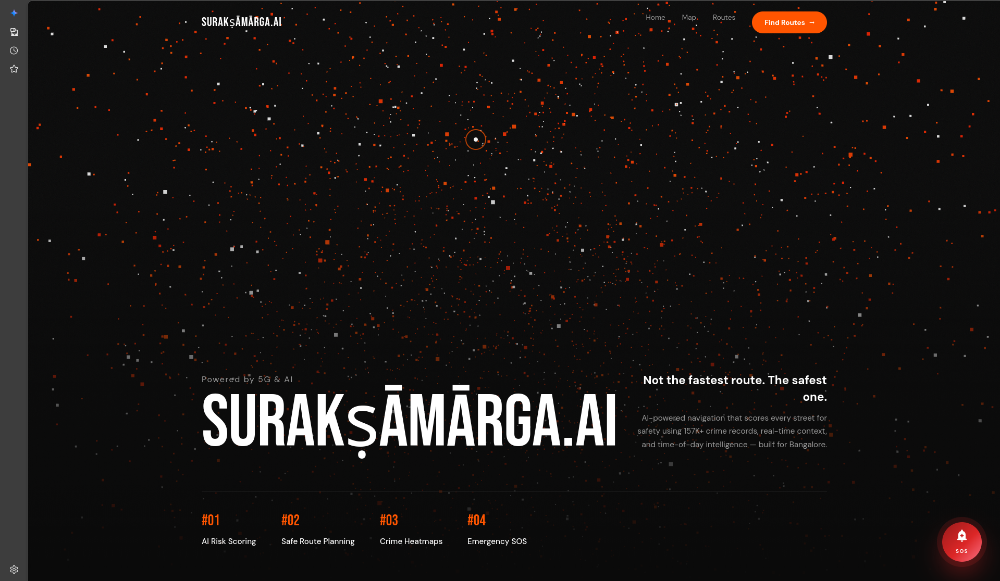 SURAKṢĀMĀRGA.AI
Home Map Routes Find Routes →
Powered by 5G & AI
SURAKṢĀMĀRGA.AI
Not the fastest route. The safest
one.
AI-powered navigation that scores every street for
safety using 157K+ crime records, real-time context,
and time-of-day intelligence — built for Bangalore.
#01
AI Risk Scoring
#02
Safe Route Planning
#03
Crime Heatmaps
#04
Emergency SOS
SOS